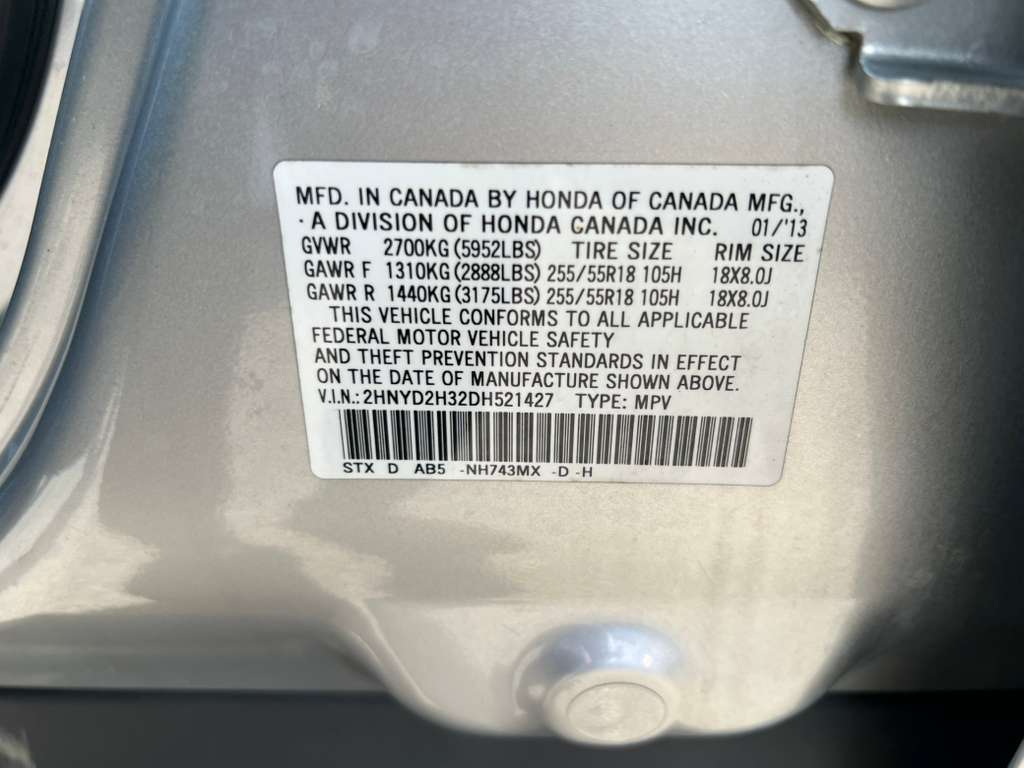 MFD. IN CANADA BY HONDA OF CANADA MFG.,
·A DIVISION OF HONDA CANADA INC. 01/'13
GVWR 2700KG (5952LBS) TIRE SIZE RIM SIZE
GAWR F 1310KG (2888LBS) 255/55R18 105H 18X8.0J
GAWR R 1440KG (3175LBS) 255/55R18 105H 18X8.0J
THIS VEHICLE CONFORMS TO ALL APPLICABLE
FEDERAL MOTOR VEHICLE SAFETY
AND THEFT PREVENTION STANDARDS IN EFFECT
ON THE DATE OF MANUFACTURE SHOWN ABOVE.
V.I.N.: 2HNYD2H32DH521427 TYPE: MPV
STX D AB5 -NH743MX -D -H